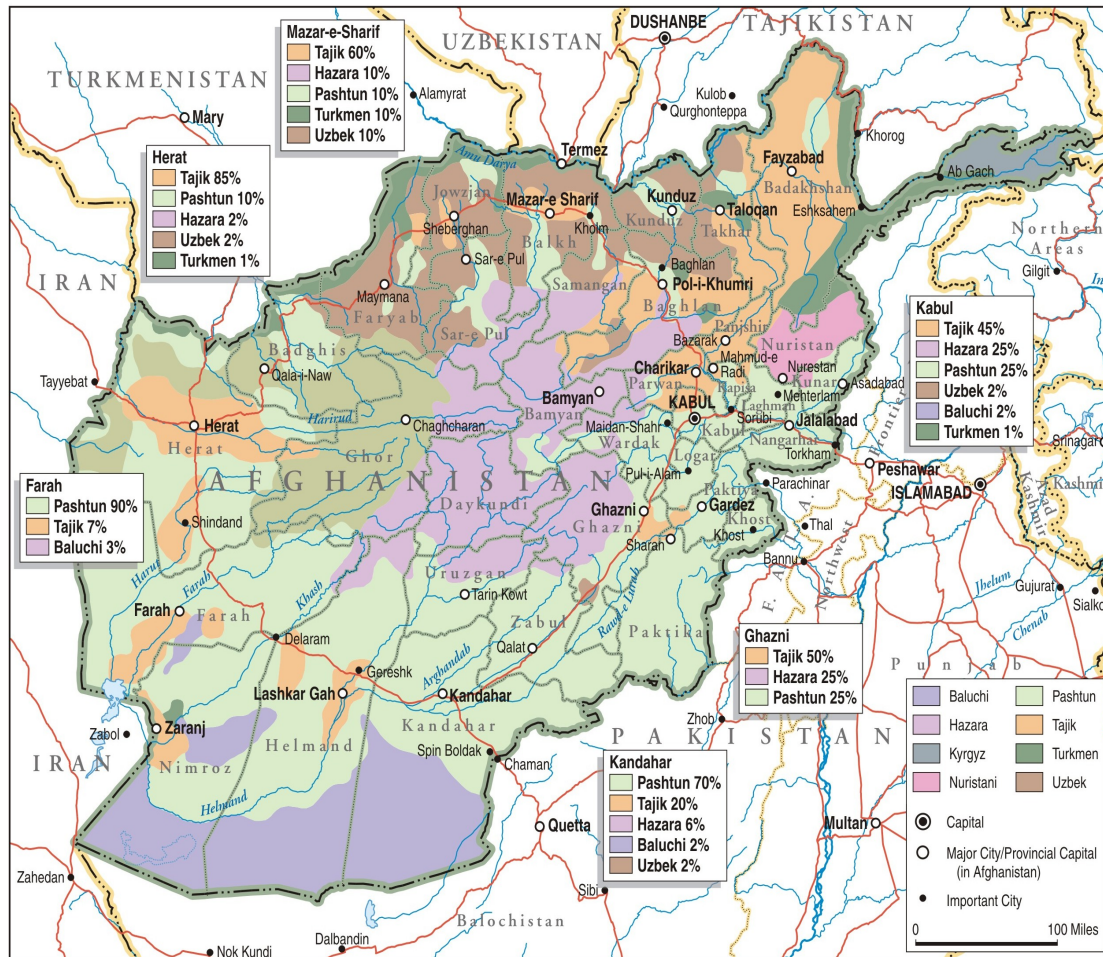 DUSHANBE
TAJIKISTAN
UZBEKISTAN
TURKMENISTAN
Mazar-e-Sharif
Tajik 60%
Hazara 10%
Pashtun 10%
Turkmen 10%
Uzbek 10%
Alamyrat
Kulob
Qurghonteppa
Mary
Khorog
Termez
Amu Darya
Herat
Tajik 85%
Pashtun 10%
Hazara 2%
Uzbek 2%
Turkmen 1%
Fayzabad
Badakhshan
Ab Gach
Eshksahem
Jowzjan
Sheberghan
Mazar-e Sharif
Balkh
Kholm
Kunduz
Kunduz
Taloqan
Takhar
Northern
Areas
Gilgit
IRAN
Sar-e Pul
Baghlan
Samangan
Pol-i-Khumri
Baghlan
Maymana
Faryab
Sar-e Pul
Panjshir
Bazarak
Nuristan
Badghis
Qala-i-Naw
Tayyebat
Mahmud-e
Radi
Charikar
Parwan
Kapisa
Nurestan
Kunar
Asadabad
Mehterlam
Laghman
Kabul
Tajik 45%
Hazara 25%
Pashtun 25%
Uzbek 2%
Baluchi 2%
Turkmen 1%
Bamyan
Bamyan
KABUL
Kabul
Sorubi
Jalalabad
Nangarhar
Torkham
Harirud
Herat
Herat
Chaghcharan
Ghor
Maidan-Shahr
Wardak
Logar
Pul-i-Alam
Frontier
Peshawar
Srinagar
ISLAMABAD
Azad
Kashmir
Kashmi
AFGHANISTAN
Daykundi
Paktiya
Parachinar
Farah
Pashtun 90%
Tajik 7%
Baluchi 3%
Shindand
Ghazni
Ghazni
Gardez
Khost
Khost
Thal
Sharan
Bannu
F. A. T. A.
Northwest
Harut
Farah
Khash
Uruzgan
Tarin Kowt
Jhelum
Gujurat
Sialko
Chenab
Farah
Farah
Zabul
Qalat
Paktika
Delaram
Gereshk
Arghandab
Ghazni
Tajik 50%
Hazara 25%
Pashtun 25%
Punjab
Lashkar Gah
Kandahar
Kandahar
Zaranj
Zabol
Nimroz
Helmand
Helmand
Spin Boldak
Chaman
Zhob
PAKISTAN
IRAN
Kandahar
Pashtun 70%
Tajik 20%
Hazara 6%
Baluchi 2%
Uzbek 2%
Quetta
Multan
Sibi
Zahedan
Balochistan
Dalbandin
Nok Kundi
Baluchi
Pashtun
Hazara
Tajik
Kyrgyz
Turkmen
Nuristani
Uzbek
Capital
Major City/Provincial Capital
(in Afghanistan)
Important City
0
100 Miles